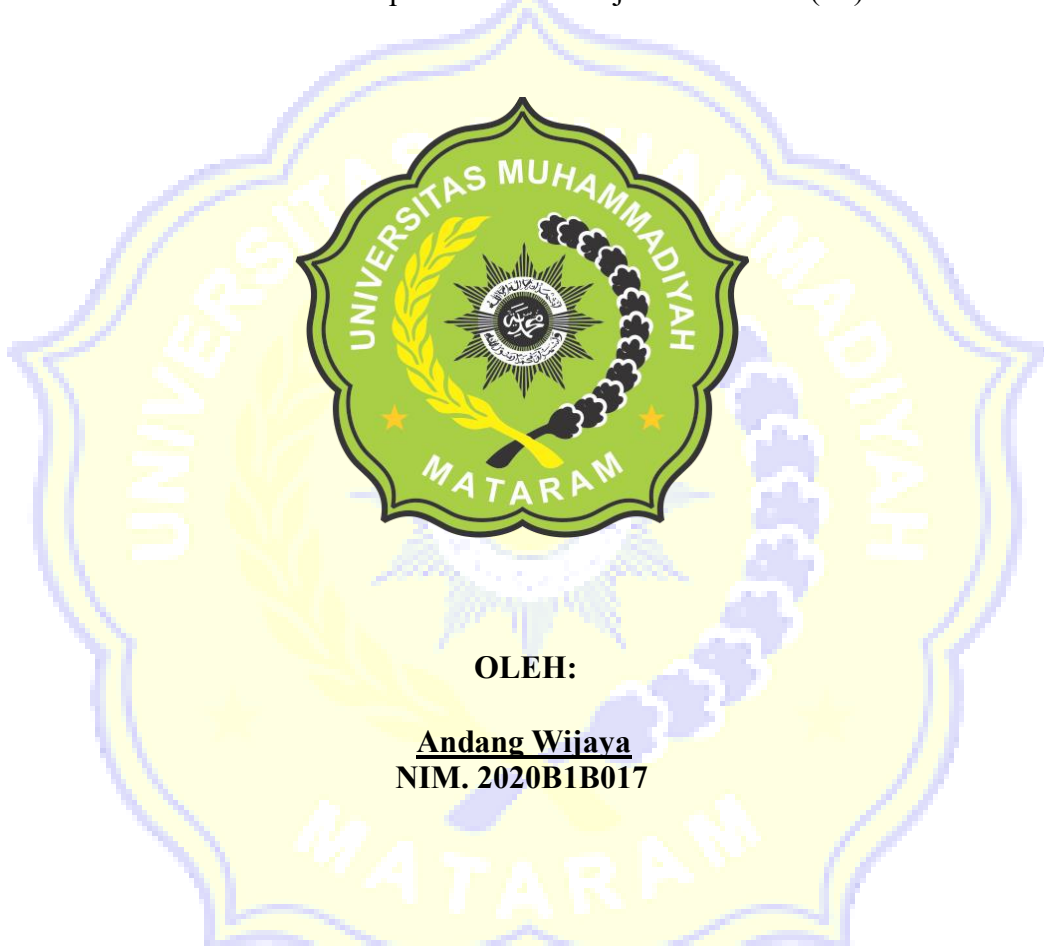 UNIVERSITAS MUHAMMADIYAH
MATARAM
OLEH:
Andang Wijaya
NIM. 2020B1B017